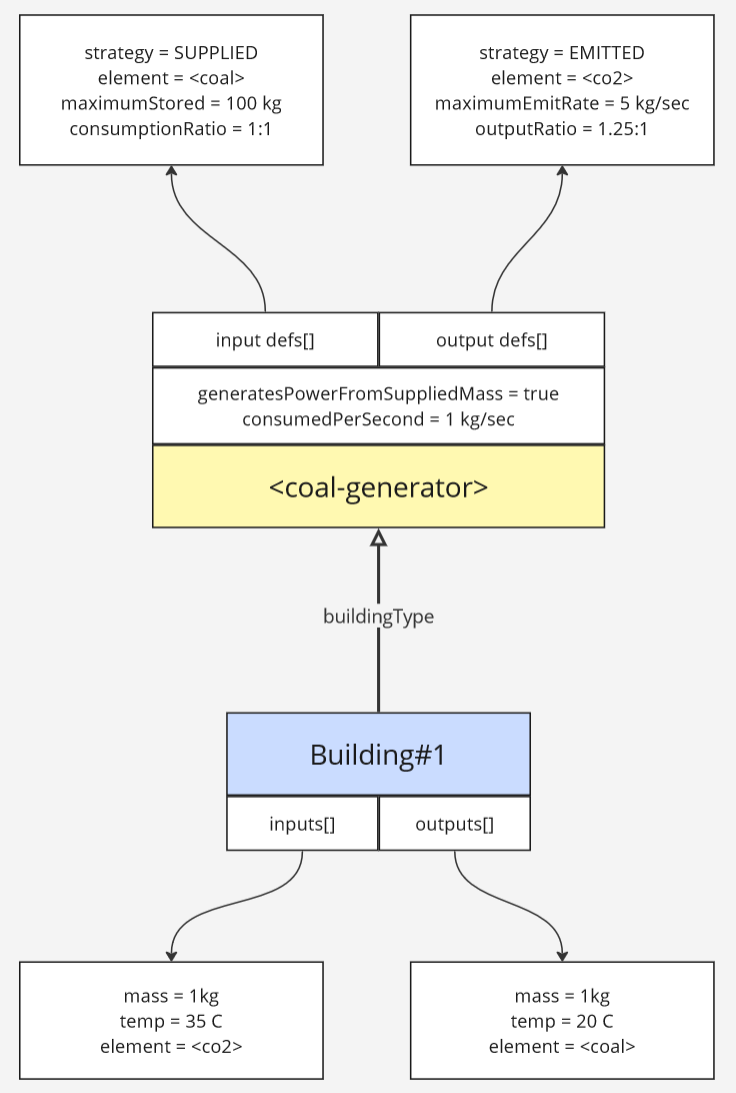 strategy = SUPPLIED
element = <coal>
maximumStored = 100 kg
consumptionRatio = 1:1
strategy = EMITTED
element = <co2>
maximumEmitRate = 5 kg/sec
outputRatio = 1.25:1
input defs[]
output defs[]
generatesPowerFromSuppliedMass = true
consumedPerSecond = 1 kg/sec
<coal-generator>
buildingType
Building#1
inputs[]
outputs[]
mass = 1kg
temp = 35 C
element = <co2>
mass = 1kg
temp = 20 C
element = <coal>